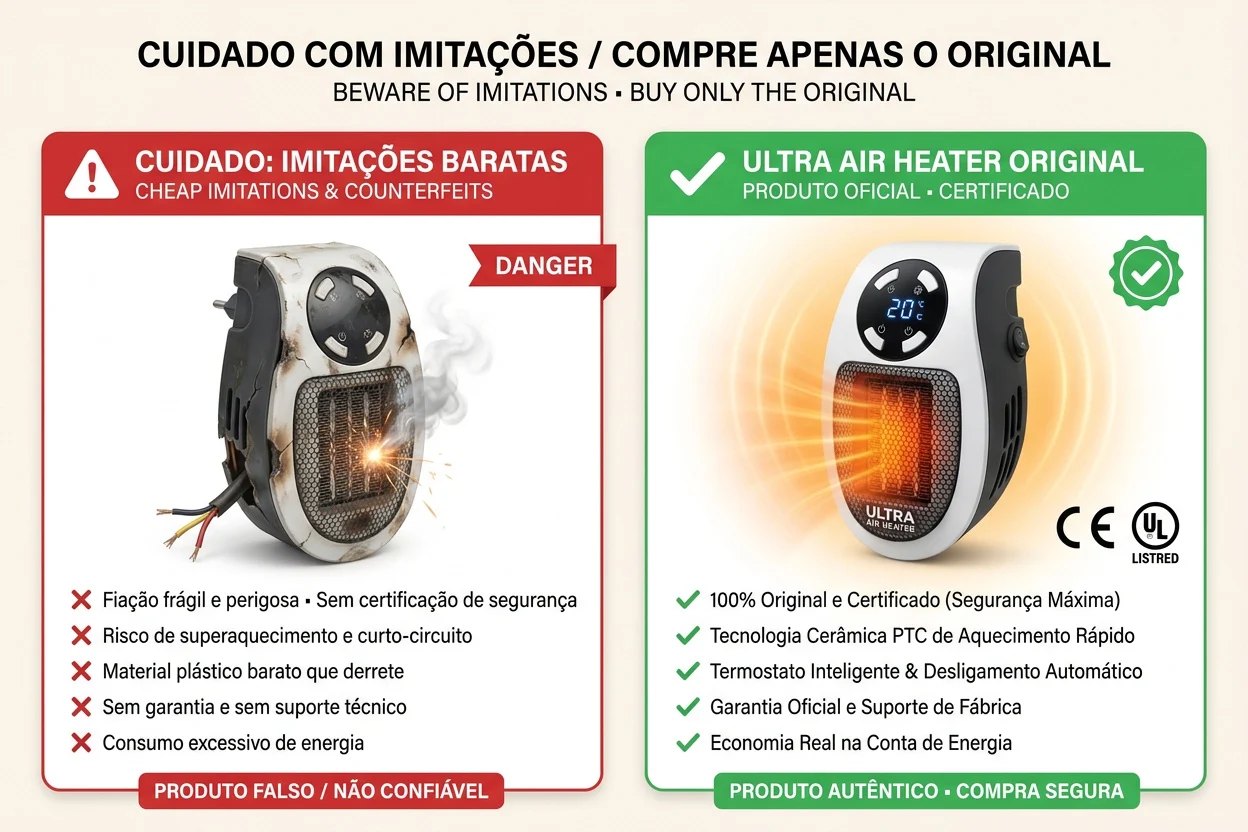 CUIDADO COM IMITAÇÕES / COMPRE APENAS O ORIGINAL
BEWARE OF IMITATIONS • BUY ONLY THE ORIGINAL
CUIDADO: IMITAÇÕES BARATAS
CHEAP IMITATIONS & COUNTERFEITS
DANGER
Fiação frágil e perigosa • Sem certificação de segurança
Risco de superaquecimento e curto-circuito
Material plástico barato que derrete
Sem garantia e sem suporte técnico
Consumo excessivo de energia
PRODUTO FALSO / NÃO CONFIÁVEL
ULTRA AIR HEATER ORIGINAL
PRODUTO OFICIAL • CERTIFICADO
20
ULTRA
AIR HEATER
CE
UL
LISTRED
100% Original e Certificado (Segurança Máxima)
Tecnologia Cerâmica PTC de Aquecimento Rápido
Termostato Inteligente & Desligamento Automático
Garantia Oficial e Suporte de Fábrica
Economia Real na Conta de Energia
PRODUTO AUTÊNTICO • COMPRA SEGURA